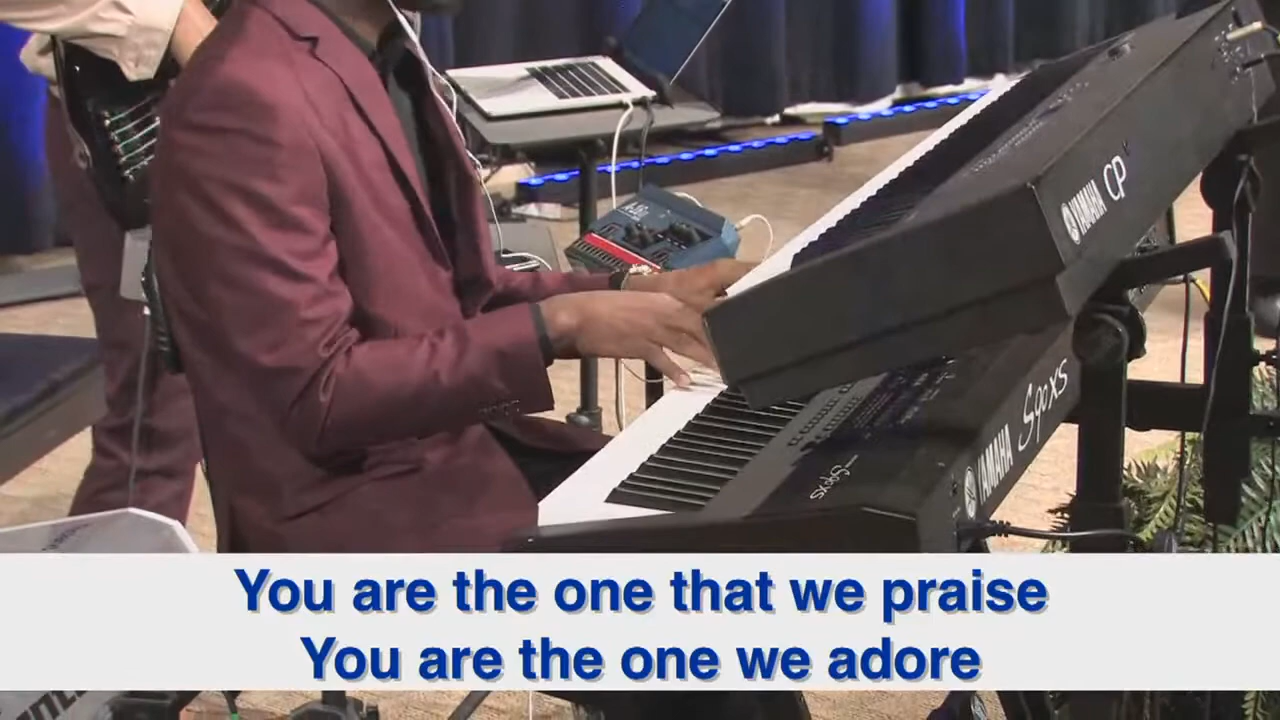 YAMAHA CP
YAMAHA S90XS
S90XS
You are the one that we praise
You are the one we adore